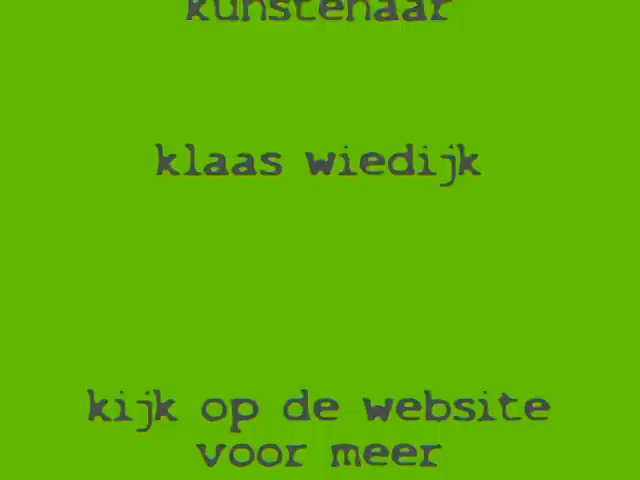 kunstenaar
klaas wiedijk
kijk op de website
voor meer